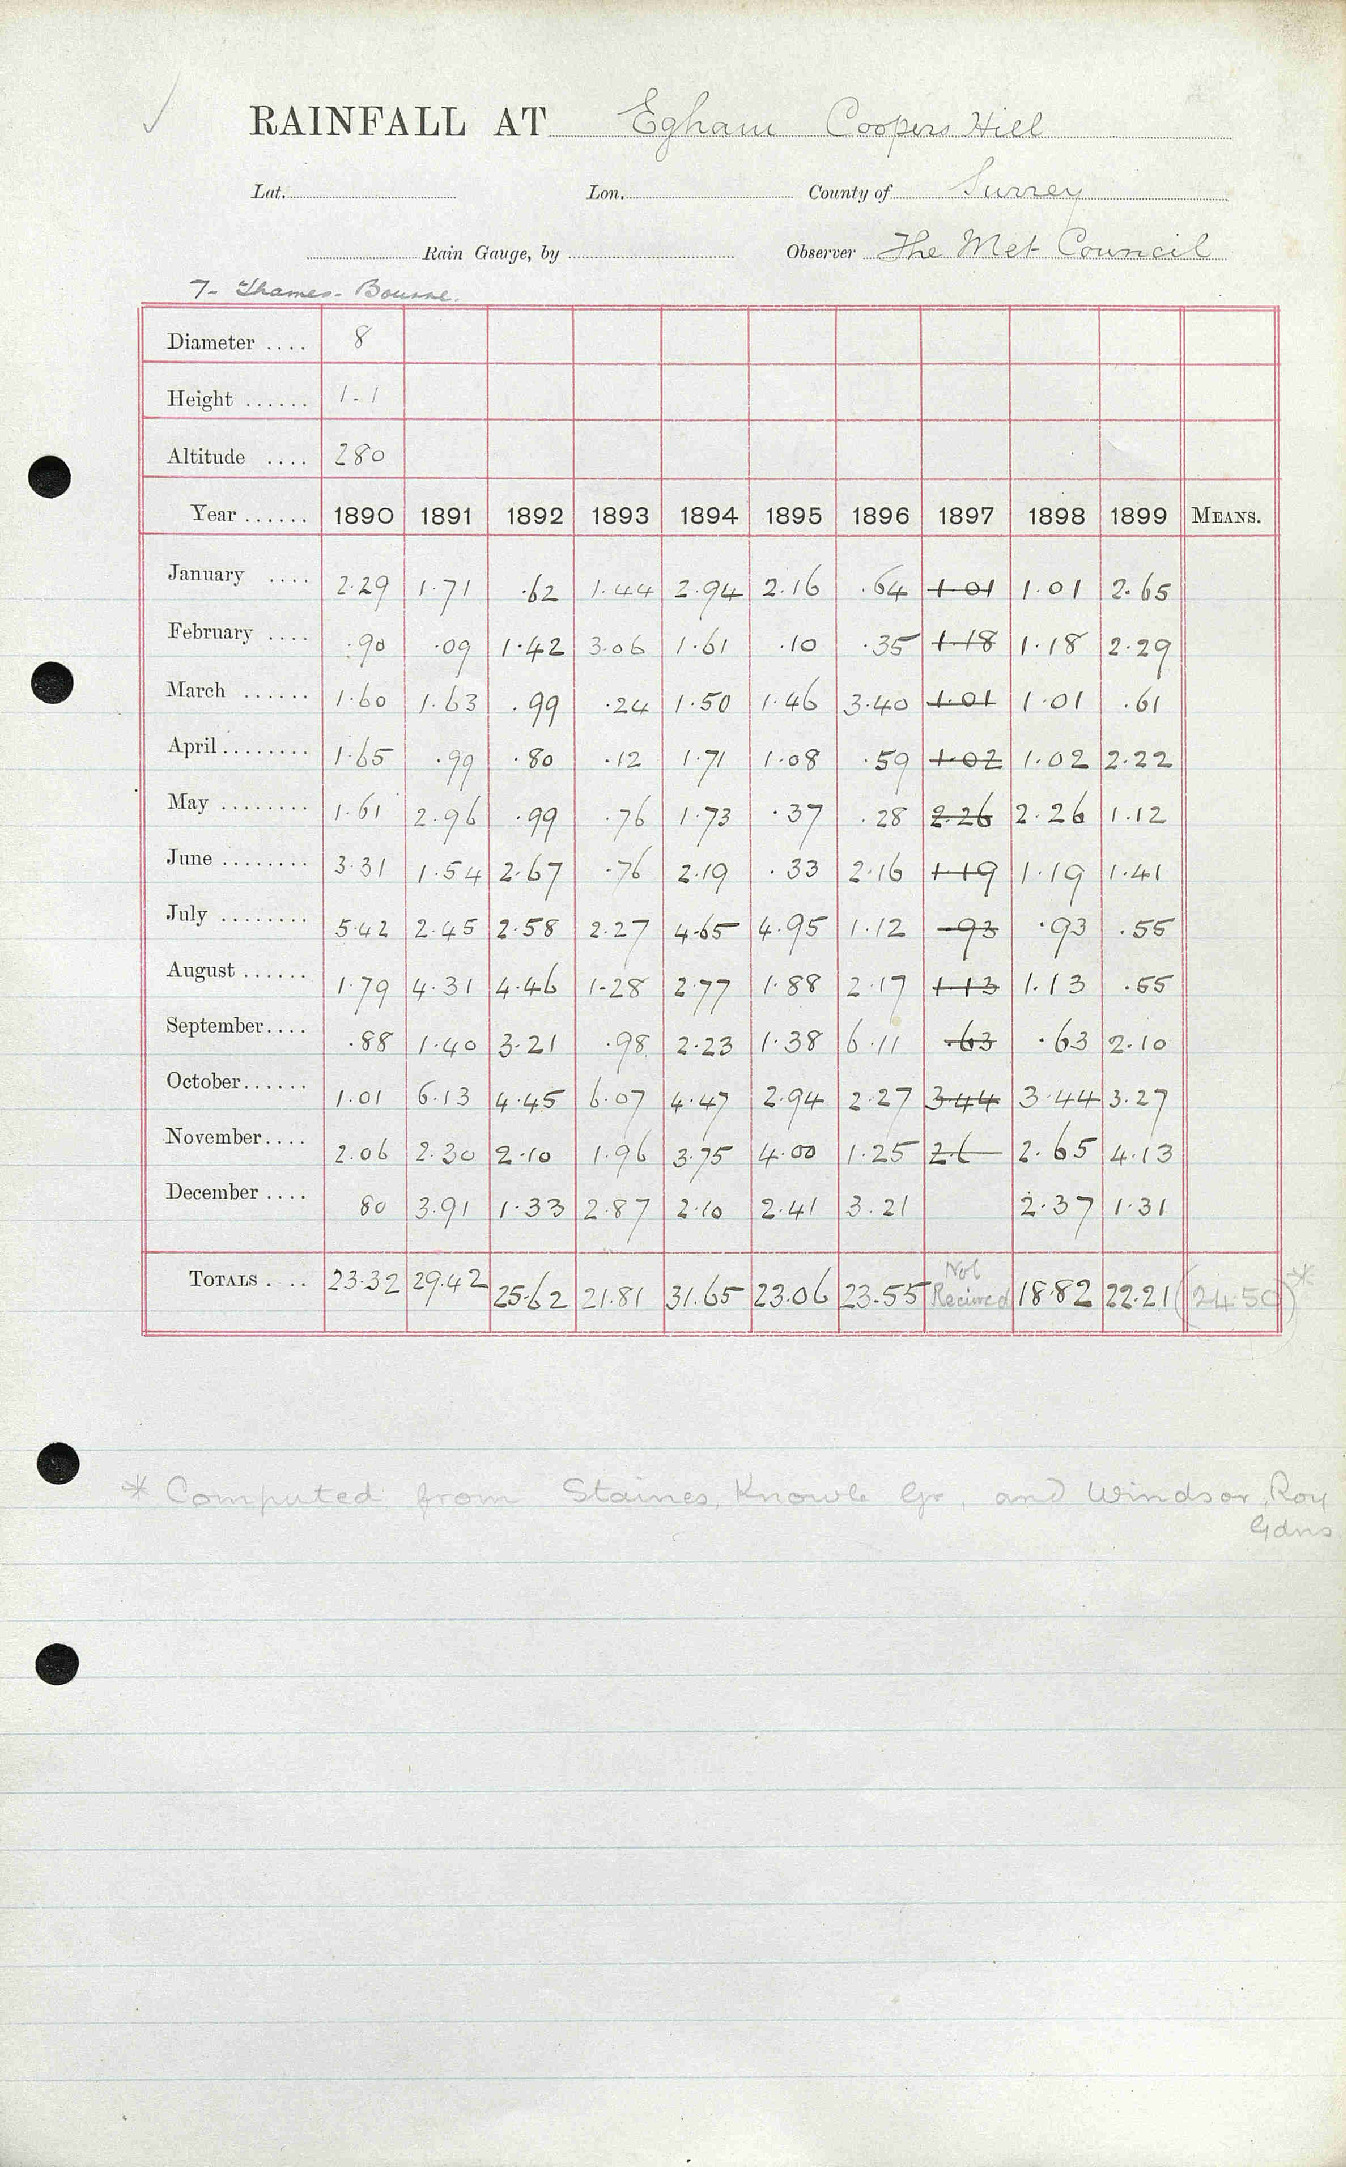 RAINFALL AT Egham Coopers Hill
Lat. Lon. County of Surrey
Rain Gauge, by Observer The Met Council
7- Thames - Bourne.
Diameter .... 8
Height ...... 1-1
Altitude .... 280
Year ...... 1890 1891 1892 1893 1894 1895 1896 1897 1898 1899 MEANS.
January .... 2.29 1.71 .62 1.44 2.94 2.16 .64 1.01 1.01 2.65
February .... .90 .09 1.42 3.06 1.61 .10 .35 1.18 1.18 2.29
March ...... 1.60 1.63 .99 .24 1.50 1.46 3.40 1.01 1.01 .61
April ........ 1.65 .99 .80 .12 1.71 1.08 .59 1.02 1.02 2.22
May ........ 1.61 2.96 .99 .76 1.73 .37 .28 2.26 2.26 1.12
June ........ 3.31 1.54 2.67 .76 2.19 .33 2.16 1.19 1.19 1.41
July ........ 5.42 2.45 2.58 2.27 4.65 4.95 1.12 .93 .93 .55
August ...... 1.79 4.31 4.46 1.28 2.77 1.88 2.17 1.13 1.13 .55
September .... .88 1.40 3.21 .98 2.23 1.38 6.11 .63 .63 2.10
October ...... 1.01 6.13 4.45 6.07 4.47 2.94 2.27 3.44 3.44 3.27
November .... 2.06 2.30 2.10 1.96 3.75 4.00 1.25 2.6 2.65 4.13
December .... 80 3.91 1.33 2.87 2.10 2.41 3.21 2.37 1.31
TOTALS . .. 23.32 29.42 25.62 21.81 31.65 23.06 23.55 Not Recived 18.82 22.21 (24.50)*
* Computed from Staines, Knowle Gr, and Windsor, Roy
Gdns